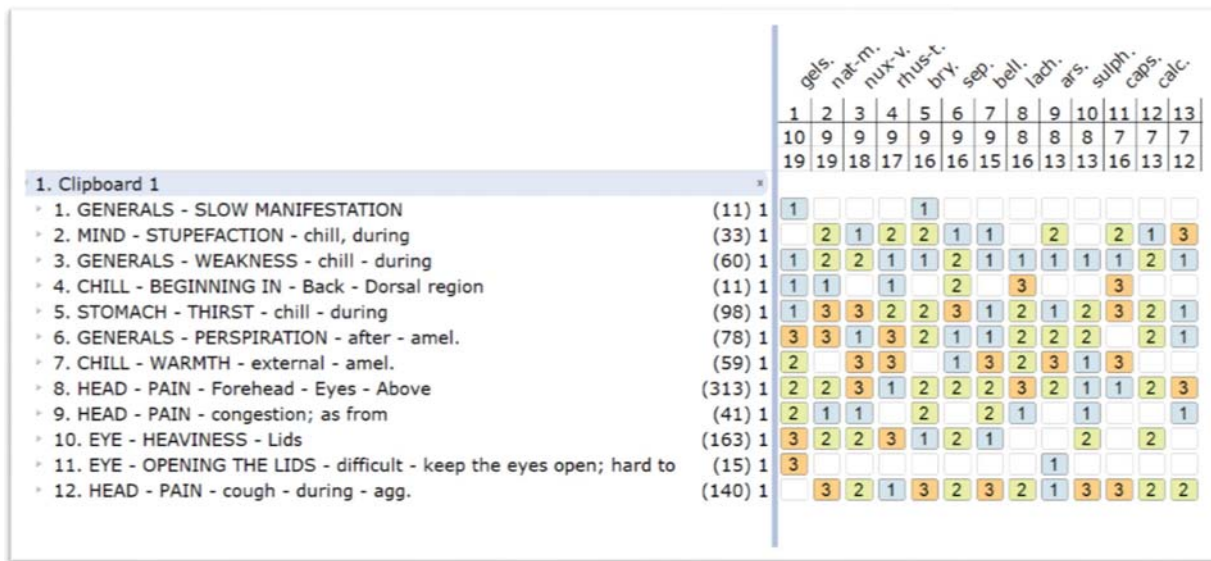 gels. nat-m. nux-v. rhus-t. bry. sep. bell. lach. ars. sulph. caps. calc.
1 2 3 4 5 6 7 8 9 10 11 12 13
10 9 9 9 9 9 9 8 8 8 7 7 7
19 19 18 17 16 16 15 16 13 13 16 13 12
1. Clipboard 1 x
1. GENERALS - SLOW MANIFESTATION (11) 1 1 1
2. MIND - STUPEFACTION - chill, during (33) 1 2 1 2 2 1 1 2 2 1 3
3. GENERALS - WEAKNESS - chill - during (60) 1 1 2 2 1 1 2 1 1 1 1 1 2 1
4. CHILL - BEGINNING IN - Back - Dorsal region (11) 1 1 1 1 2 3 3
5. STOMACH - THIRST - chill - during (98) 1 1 3 3 2 2 3 1 2 1 2 3 2 1
6. GENERALS - PERSPIRATION - after - amel. (78) 1 3 3 1 3 2 1 1 2 2 2 2 1
7. CHILL - WARMTH - external - amel. (59) 1 2 3 3 1 3 2 3 1 3
8. HEAD - PAIN - Forehead - Eyes - Above (313) 1 2 2 3 1 2 2 2 3 2 1 1 2 3
9. HEAD - PAIN - congestion; as from (41) 1 2 1 1 2 2 1 1 1
10. EYE - HEAVINESS - Lids (163) 1 3 2 2 3 1 2 1 2 2
11. EYE - OPENING THE LIDS - difficult - keep the eyes open; hard to (15) 1 3 1
12. HEAD - PAIN - cough - during - agg. (140) 1 3 2 1 3 2 3 2 1 3 3 2 2